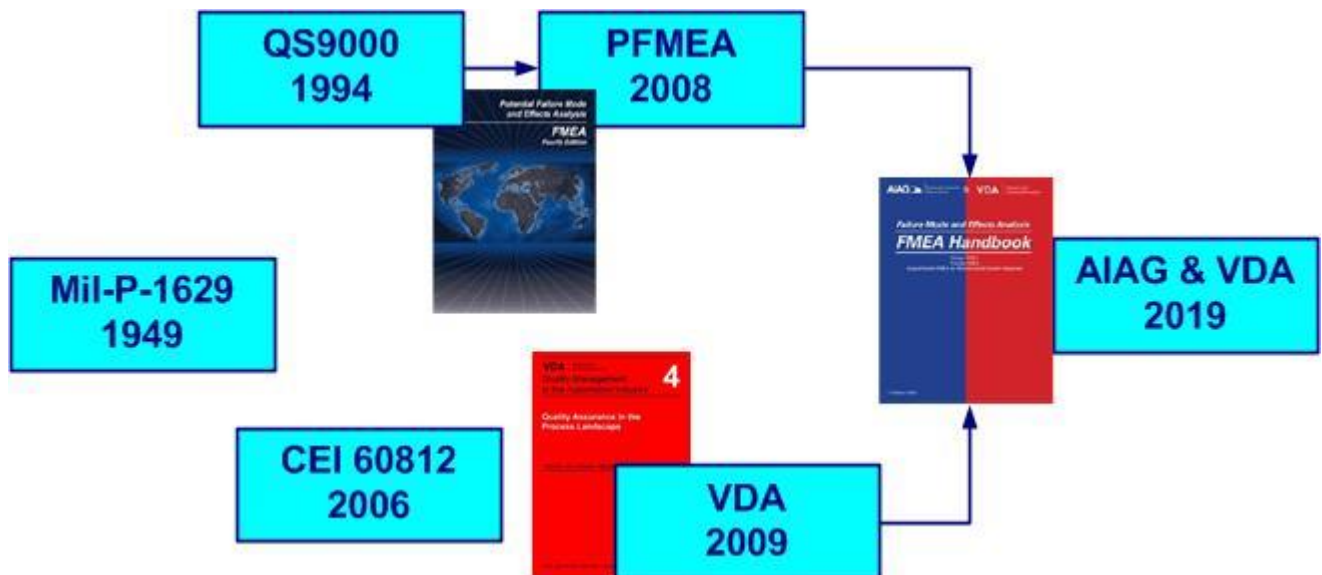 QS9000
1994
PFMEA
2008
Potential Failure Mode
and Effects Analysis
FMEA
Fourth Edition
AIAG
VDA
Failure Mode and Effects Analysis
FMEA Handbook
AIAG & VDA
2019
Mil-P-1629
1949
VDA
4
Quality Management
in the Automotive Industry
Quality Assurance in the
Process Landscape
CEI 60812
2006
VDA
2009